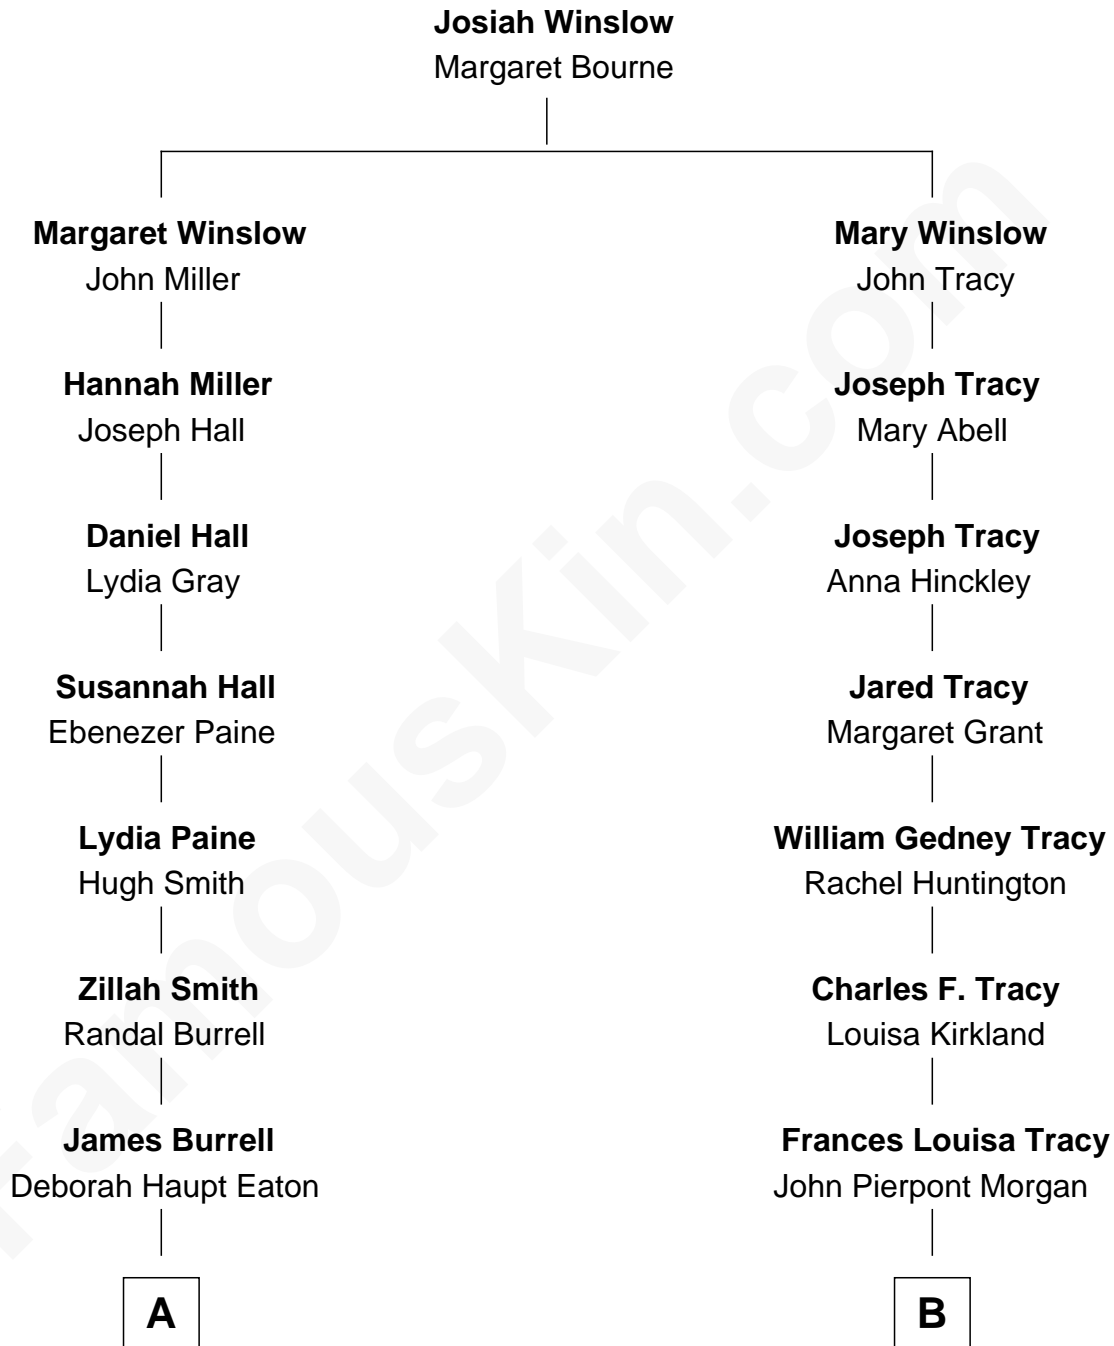 Josiah Winslow
Margaret Bourne
Margaret Winslow
John Miller
Mary Winslow
John Tracy
Hannah Miller
Joseph Hall
Joseph Tracy
Mary Abell
Daniel Hall
Lydia Gray
Joseph Tracy
Anna Hinckley
Susannah Hall
Ebenezer Paine
Jared Tracy
Margaret Grant
Lydia Paine
Hugh Smith
William Gedney Tracy
Rachel Huntington
Zillah Smith
Randal Burrell
Charles F. Tracy
Louisa Kirkland
James Burrell
Deborah Haupt Eaton
Frances Louisa Tracy
John Pierpont Morgan
A
B
FamousKin.com